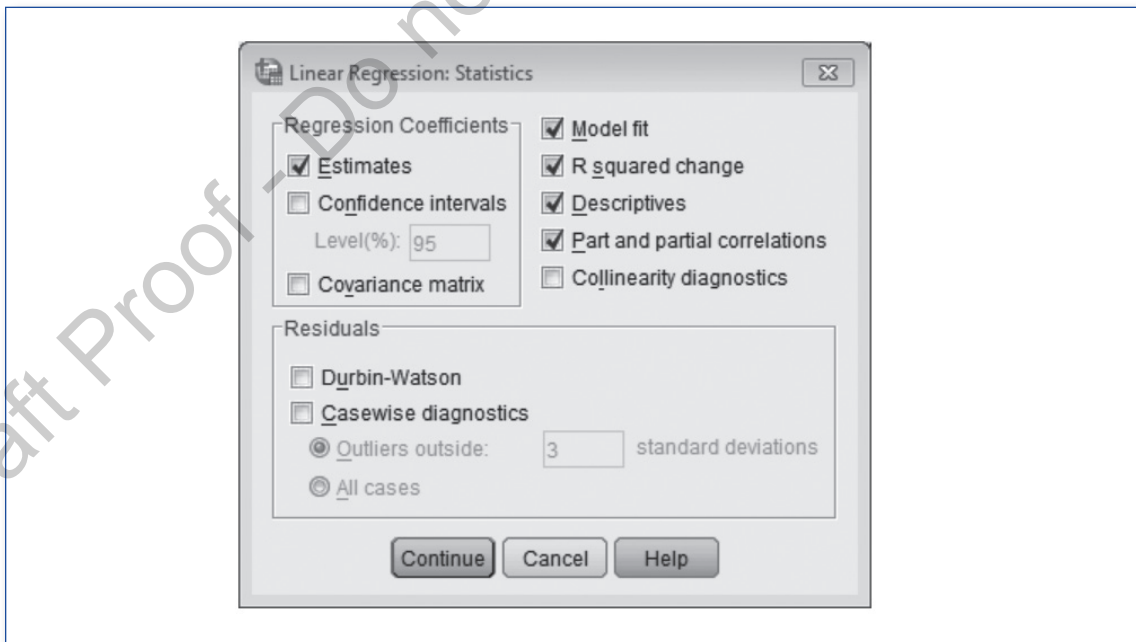 Linear Regression: Statistics
Regression Coefficients
Estimates
Confidence intervals
Level(%): 95
Covariance matrix
Model fit
R squared change
Descriptives
Part and partial correlations
Collinearity diagnostics
Residuals
Durbin-Watson
Casewise diagnostics
Outliers outside: 3 standard deviations
All cases
Continue Cancel Help
Proof - Do